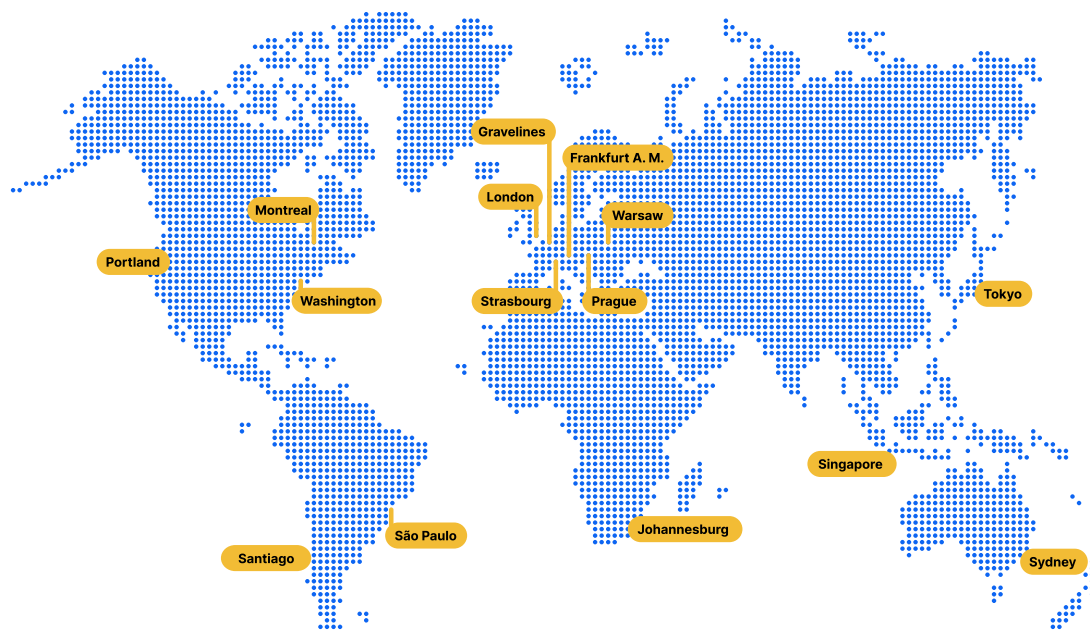 Gravelines
Frankfurt A. M.
London
Montreal
Warsaw
Portland
Tokyo
Washington
Strasbourg
Prague
Singapore
Johannesburg
São Paulo
Santiago
Sydney